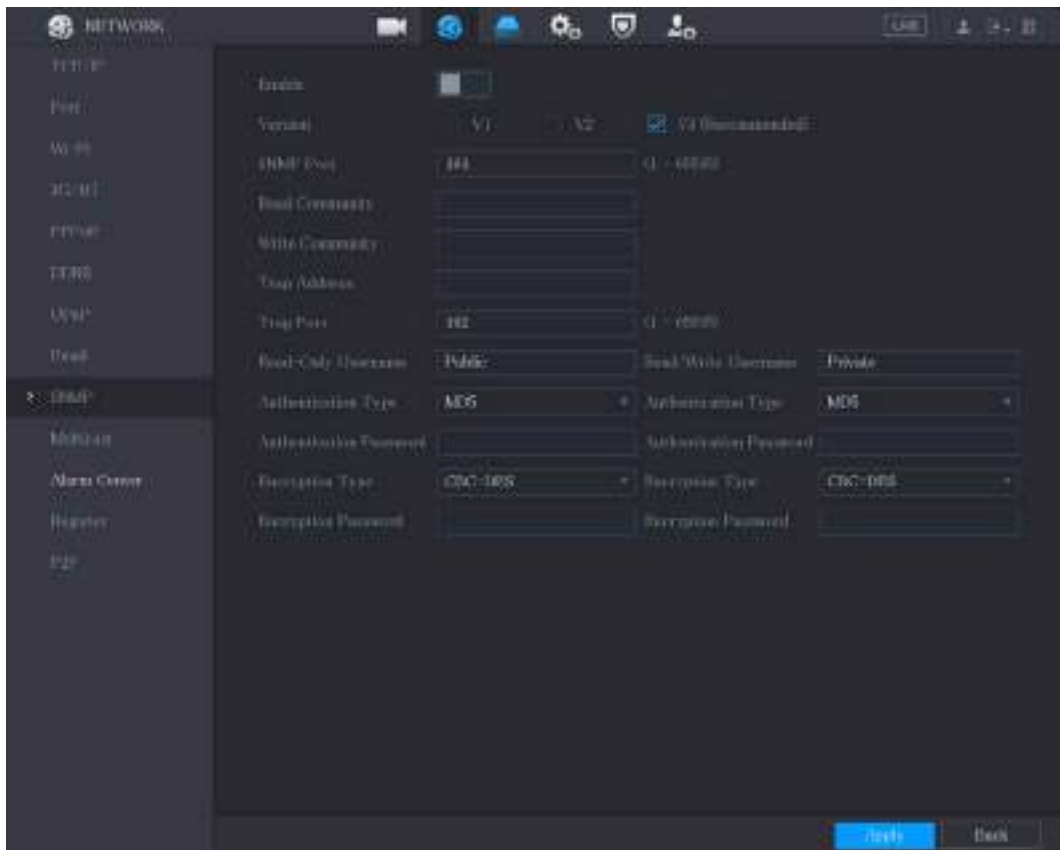 NETWORK
LIVE
TCP/IP
Port
Wi-Fi
3G/4G
PPPoE
DDNS
UPnP
Email
SNMP
Multicast
Alarm Center
Register
P2P
Enable
Version V1 V2 V3 (Recommended)
SNMP Port 161 (1 - 65535)
Read Community
Write Community
Trap Address
Trap Port 162 (1 - 65535)
Read-Only Username Public Read/Write Username Private
Authentication Type MD5 Authentication Type MD5
Authentication Password Authentication Password
Encryption Type CBC-DES Encryption Type CBC-DES
Encryption Password Encryption Password
Apply Back